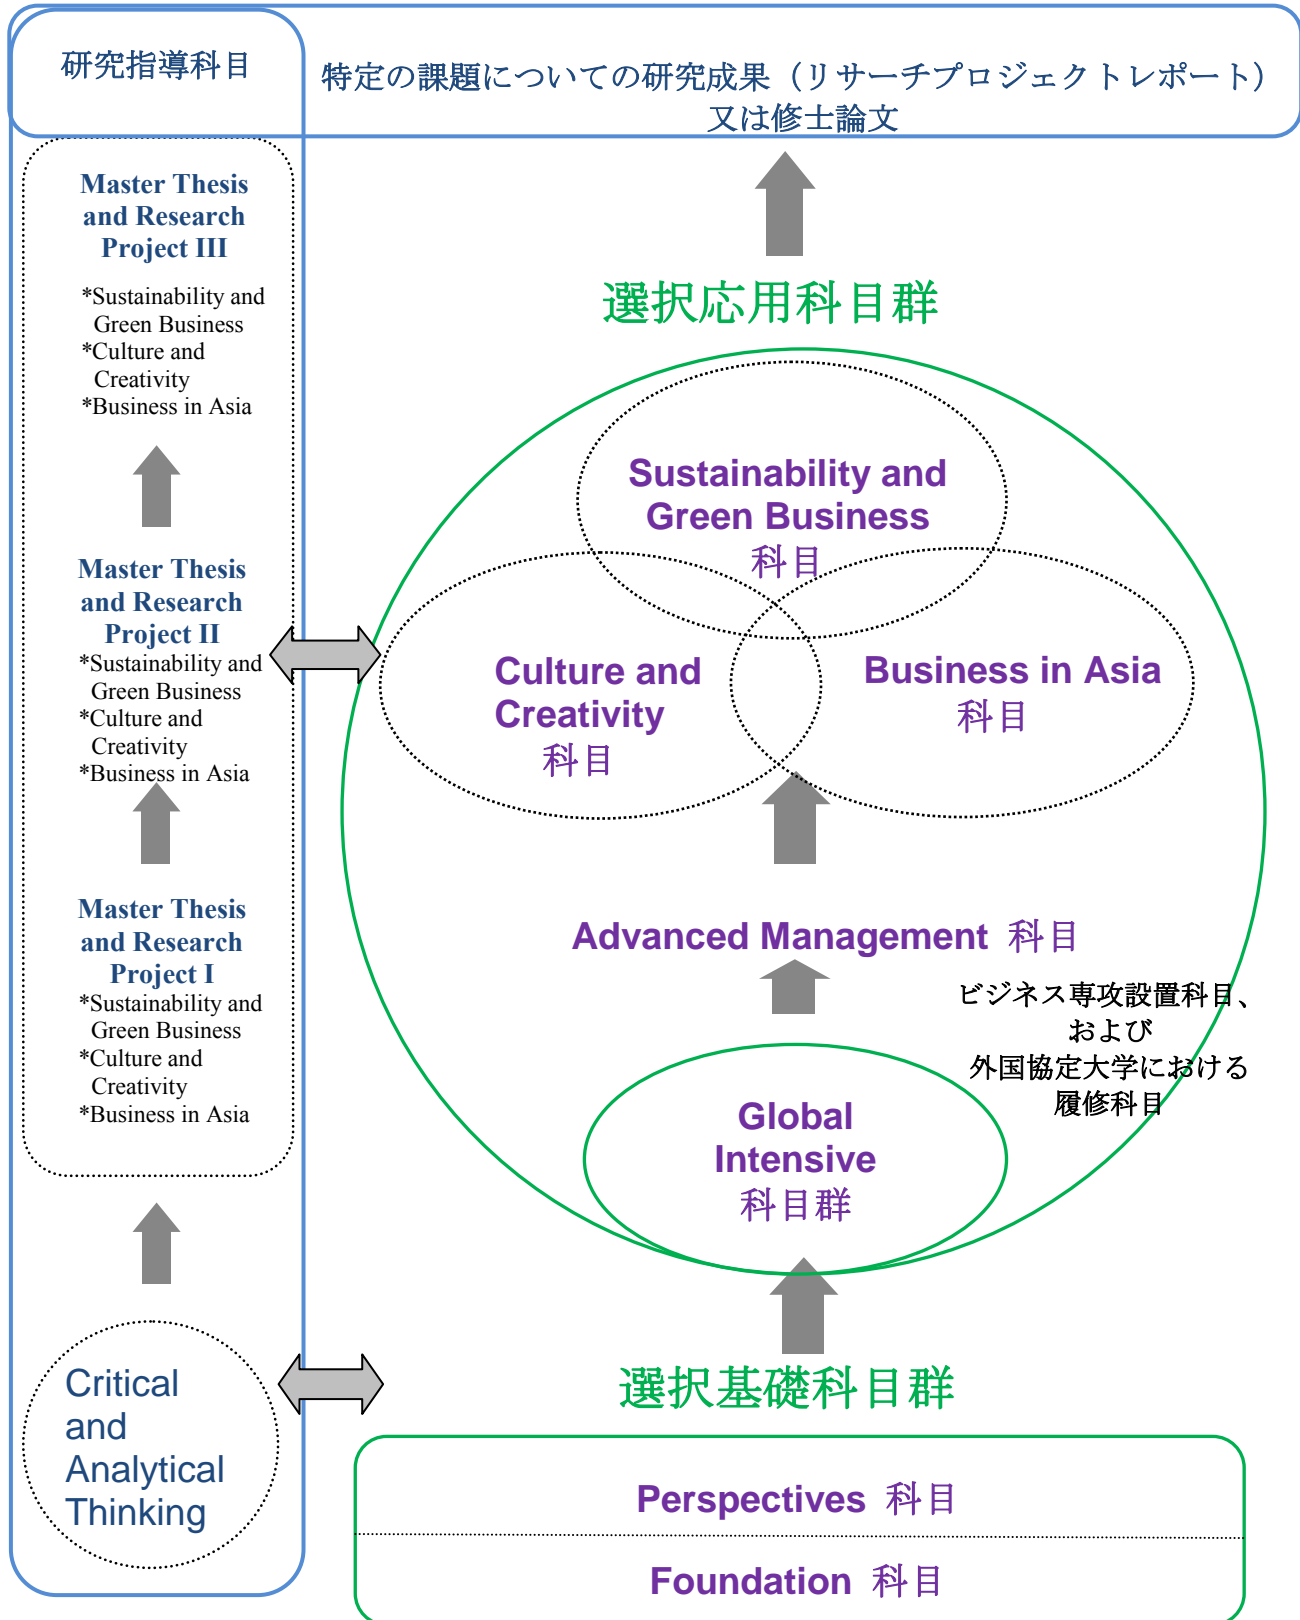 研究指導科目
特定の課題についての研究成果（リサーチプロジェクトレポート）
又は修士論文
Master Thesis
and Research
Project III
*Sustainability and
Green Business
*Culture and
Creativity
*Business in Asia
Master Thesis
and Research
Project II
*Sustainability and
Green Business
*Culture and
Creativity
*Business in Asia
Master Thesis
and Research
Project I
*Sustainability and
Green Business
*Culture and
Creativity
*Business in Asia
Critical
and
Analytical
Thinking
選択応用科目群
Sustainability and
Green Business
科目
Culture and
Creativity
科目
Business in Asia
科目
Advanced Management 科目
ビジネス専攻設置科目、
および
外国協定大学における
履修科目
Global
Intensive
科目群
選択基礎科目群
Perspectives 科目
Foundation 科目